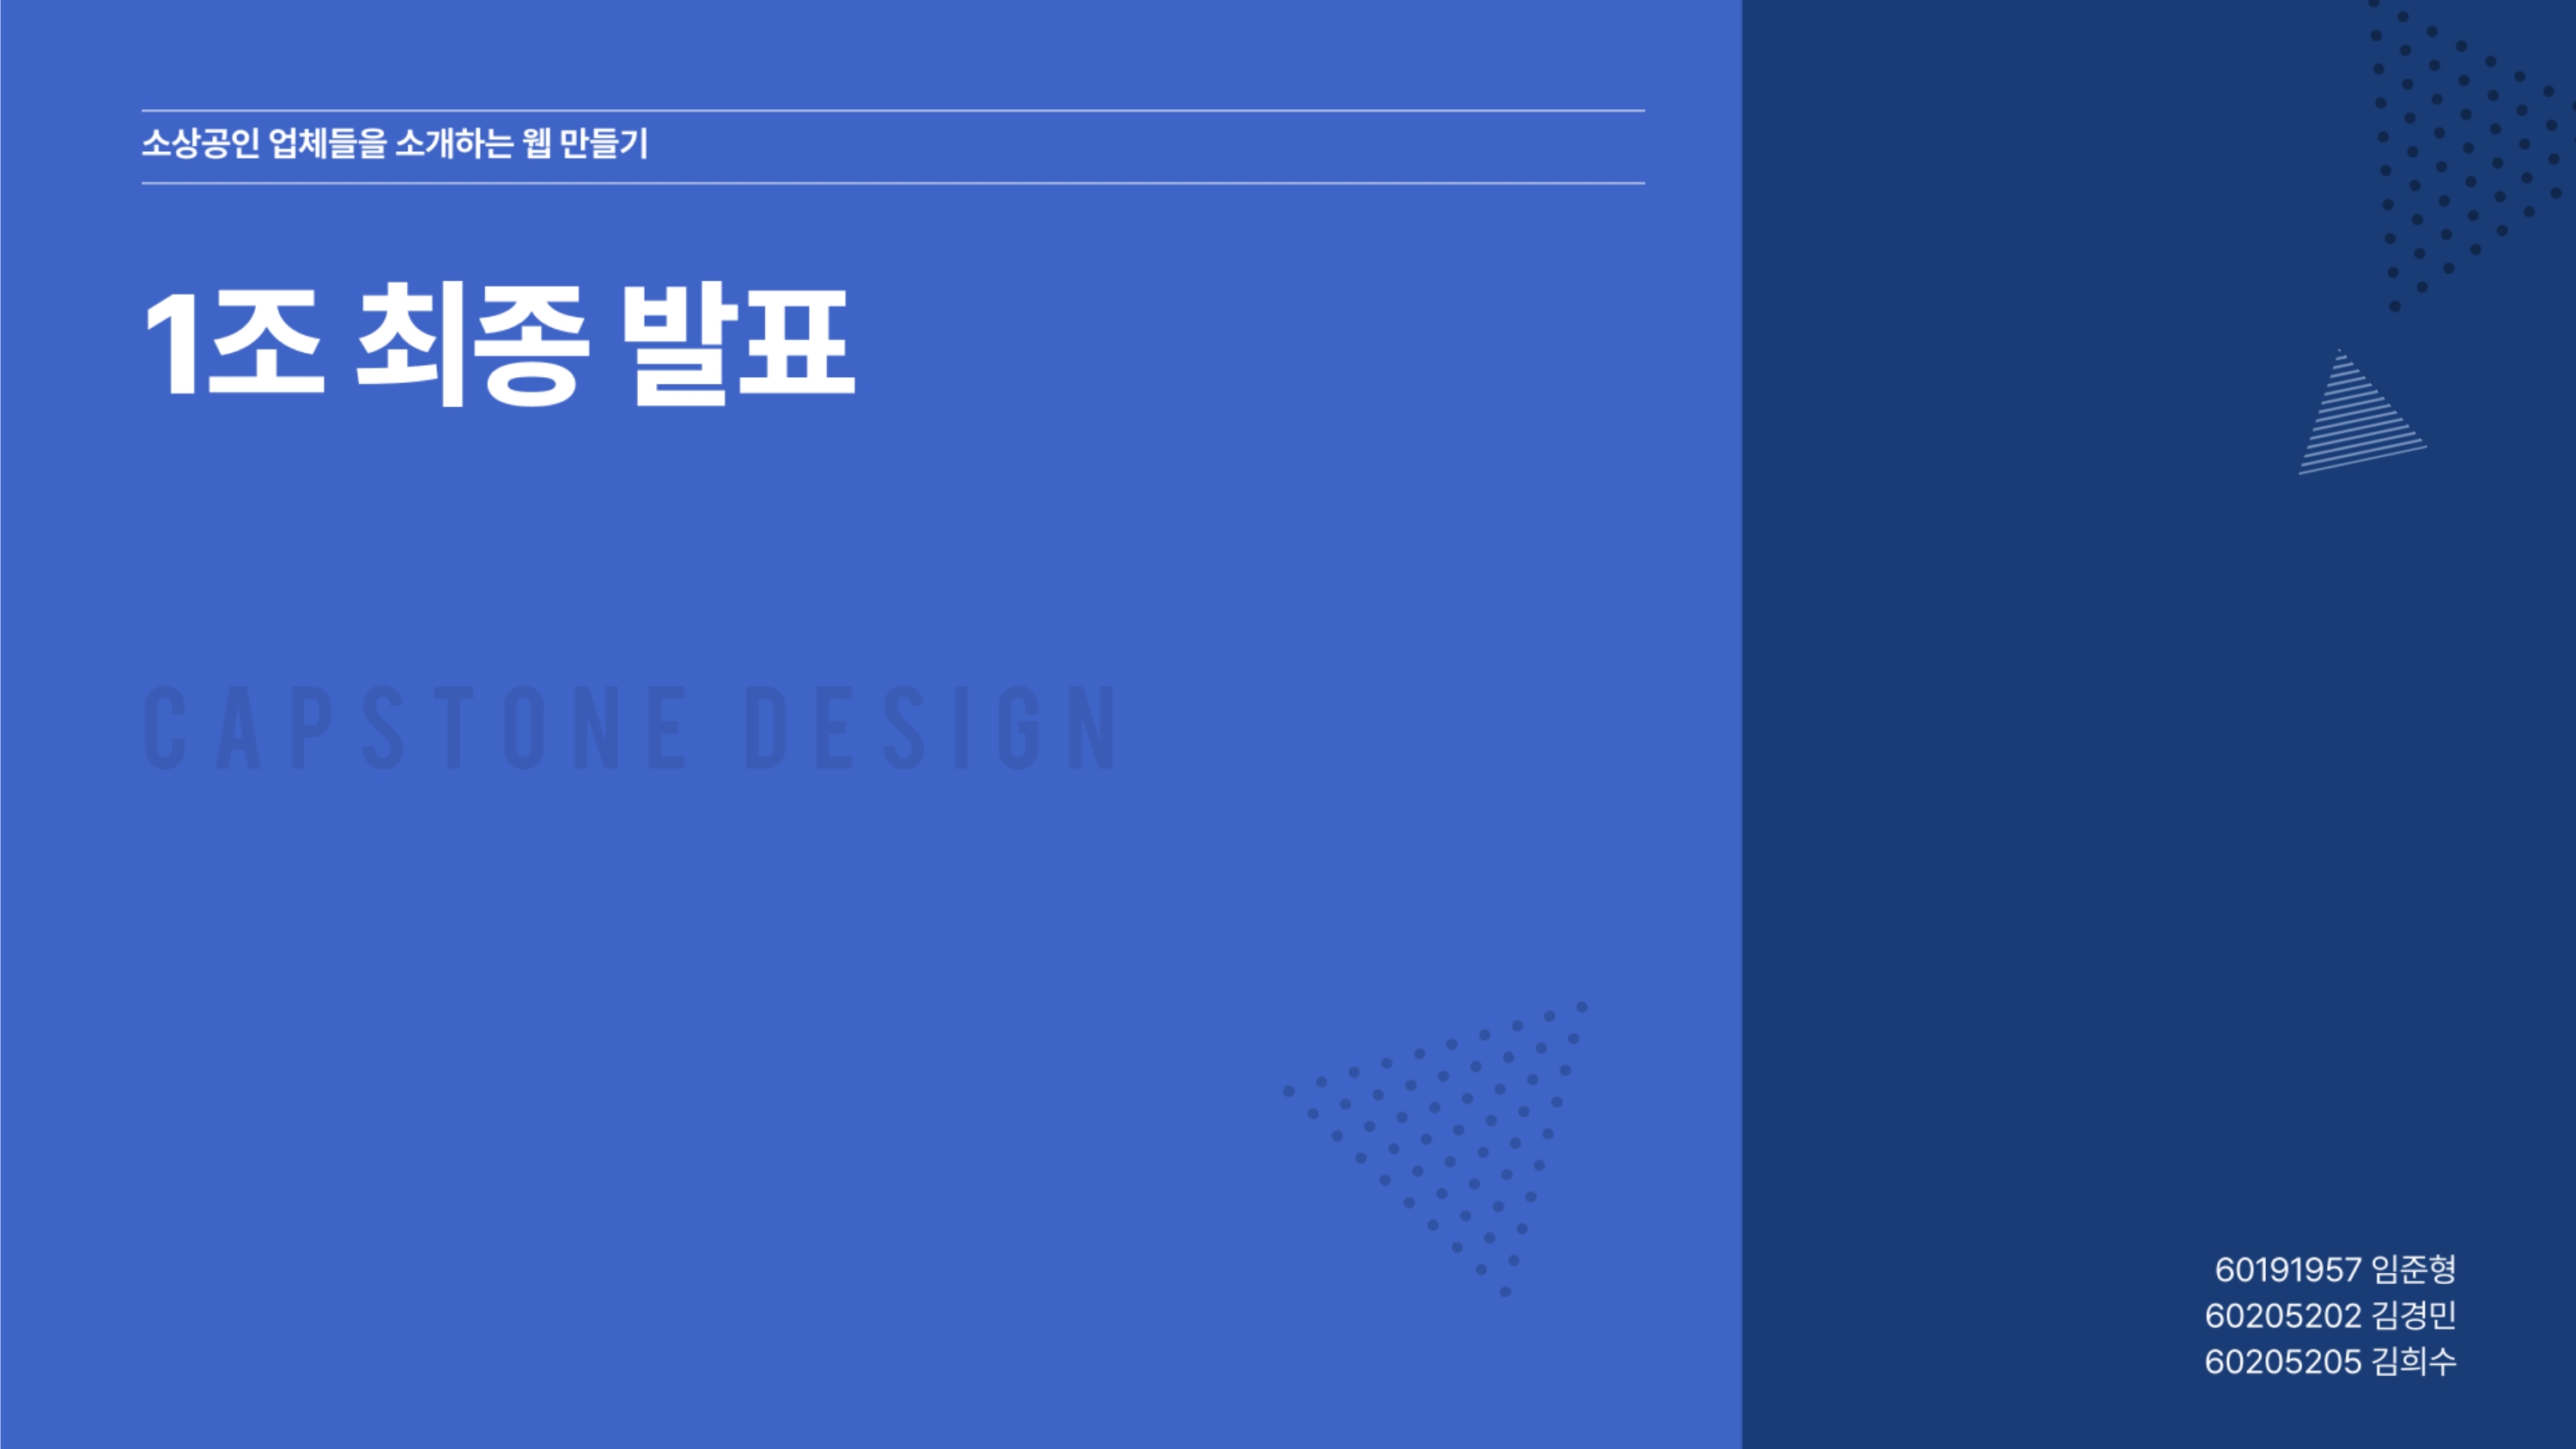 소상공인 업체들을 소개하는 웹 만들기
1조 최종 발표
CAPSTONE DESIGN
60191957 임준형
60205202 김경민
60205205 김희수